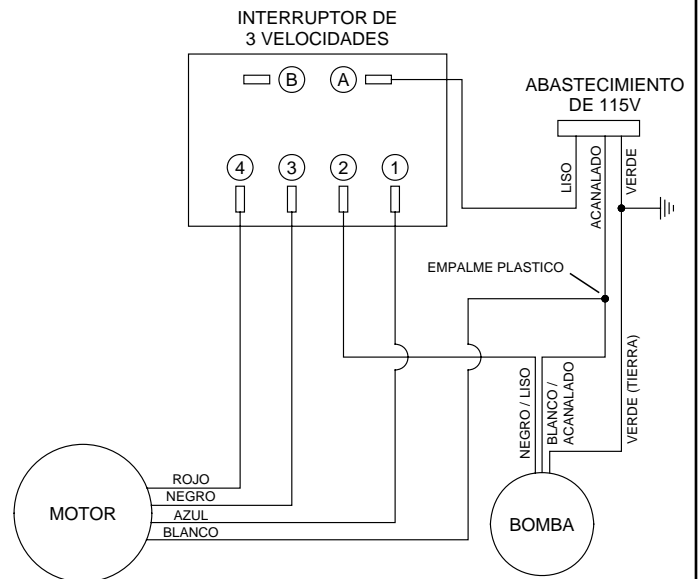 INTERRUPTOR DE
3 VELOCIDADES
B
A
ABASTECIMIENTO
DE 115V
4
3
2
1
LISO
ACANALADO
VERDE
EMPALME PLASTICO
NEGRO / LISO
BLANCO /
ACANALADO
VERDE (TIERRA)
ROJO
NEGRO
AZUL
BLANCO
MOTOR
BOMBA